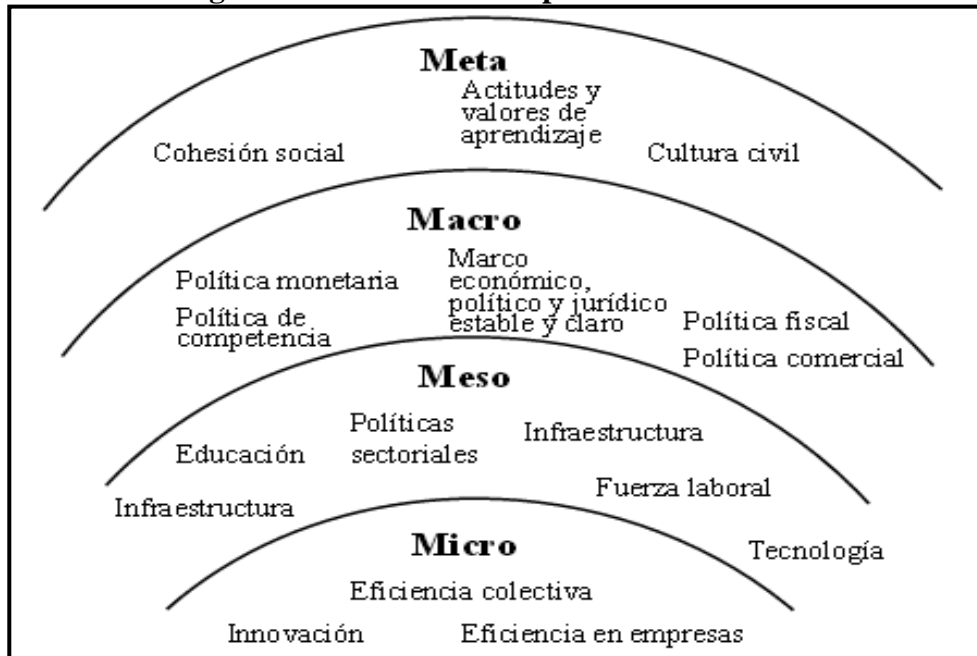 Meta
Actitudes y
valores de
aprendizaje
Cohesión social
Cultura civil
Macro
Marco
económico,
político y jurídico
estable y claro
Política monetaria
Política de
competencia
Política fiscal
Política comercial
Meso
Políticas
sectoriales
Infraestructura
Educación
Fuerza laboral
Infraestructura
Tecnología
Micro
Eficiencia colectiva
Innovación
Eficiencia en empresas